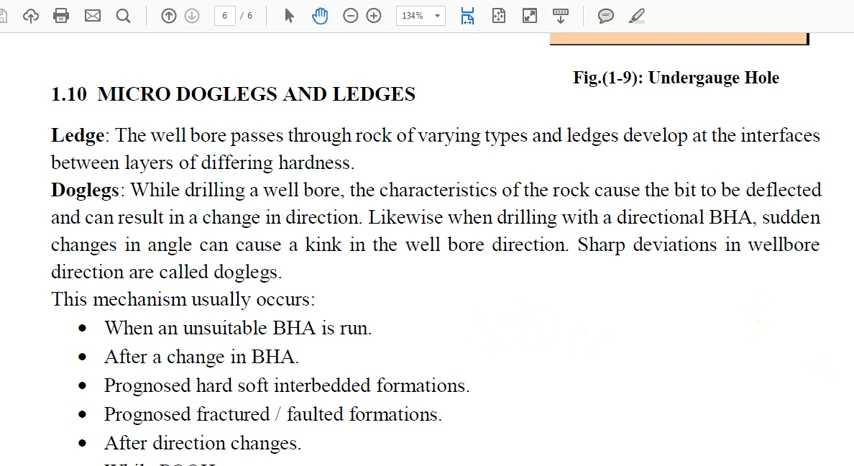 6 / 6
134%
Fig.(1-9): Undergauge Hole
1.10 MICRO DOGLEGS AND LEDGES
Ledge: The well bore passes through rock of varying types and ledges develop at the interfaces
between layers of differing hardness.
Doglegs: While drilling a well bore, the characteristics of the rock cause the bit to be deflected
and can result in a change in direction. Likewise when drilling with a directional BHA, sudden
changes in angle can cause a kink in the well bore direction. Sharp deviations in wellbore
direction are called doglegs.
This mechanism usually occurs:
• When an unsuitable BHA is run.
• After a change in BHA.
• Prognosed hard soft interbedded formations.
• Prognosed fractured / faulted formations.
• After direction changes.